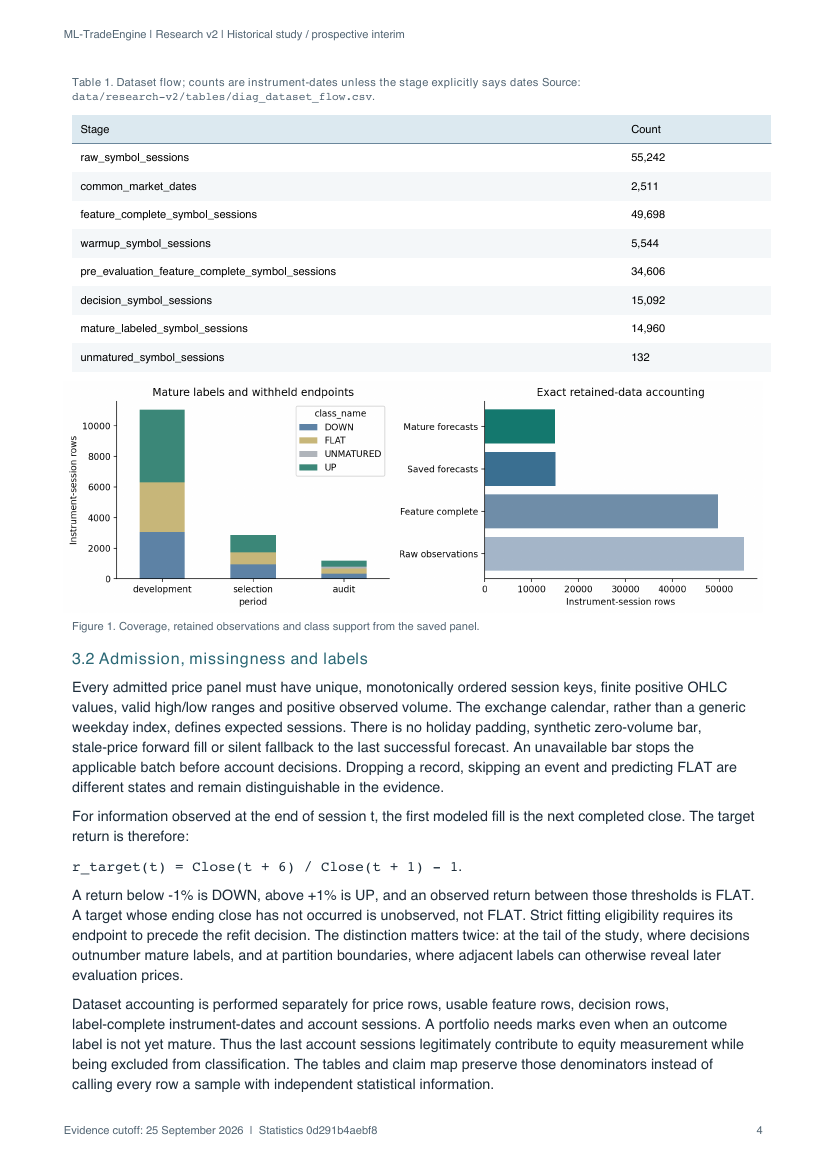 ML-TradeEngine | Research v2 | Historical study / prospective interim
Table 1. Dataset flow; counts are instrument-dates unless the stage explicitly says dates Source:
data/research-v2/tables/diag_dataset_flow.csv.
Stage Count
raw_symbol_sessions 55,242
common_market_dates 2,511
feature_complete_symbol_sessions 49,698
warmup_symbol_sessions 5,544
pre_evaluation_feature_complete_symbol_sessions 34,606
decision_symbol_sessions 15,092
mature_labeled_symbol_sessions 14,960
unmatured_symbol_sessions 132
Mature labels and withheld endpoints
Instrument-session rows
10000
8000
6000
4000
2000
0
class_name
DOWN
FLAT
UNMATURED
UP
development selection audit
period
Exact retained-data accounting
Mature forecasts
Saved forecasts
Feature complete
Raw observations
0 10000 20000 30000 40000 50000
Instrument-session rows
Figure 1. Coverage, retained observations and class support from the saved panel.
3.2 Admission, missingness and labels
Every admitted price panel must have unique, monotonically ordered session keys, finite positive OHLC
values, valid high/low ranges and positive observed volume. The exchange calendar, rather than a generic
weekday index, defines expected sessions. There is no holiday padding, synthetic zero-volume bar,
stale-price forward fill or silent fallback to the last successful forecast. An unavailable bar stops the
applicable batch before account decisions. Dropping a record, skipping an event and predicting FLAT are
different states and remain distinguishable in the evidence.
For information observed at the end of session t, the first modeled fill is the next completed close. The target
return is therefore:
r_target(t) = Close(t + 6) / Close(t + 1) − 1.
A return below -1% is DOWN, above +1% is UP, and an observed return between those thresholds is FLAT.
A target whose ending close has not occurred is unobserved, not FLAT. Strict fitting eligibility requires its
endpoint to precede the refit decision. The distinction matters twice: at the tail of the study, where decisions
outnumber mature labels, and at partition boundaries, where adjacent labels can otherwise reveal later
evaluation prices.
Dataset accounting is performed separately for price rows, usable feature rows, decision rows,
label-complete instrument-dates and account sessions. A portfolio needs marks even when an outcome
label is not yet mature. Thus the last account sessions legitimately contribute to equity measurement while
being excluded from classification. The tables and claim map preserve those denominators instead of
calling every row a sample with independent statistical information.
Evidence cutoff: 25 September 2026 | Statistics 0d291b4aebf8 4